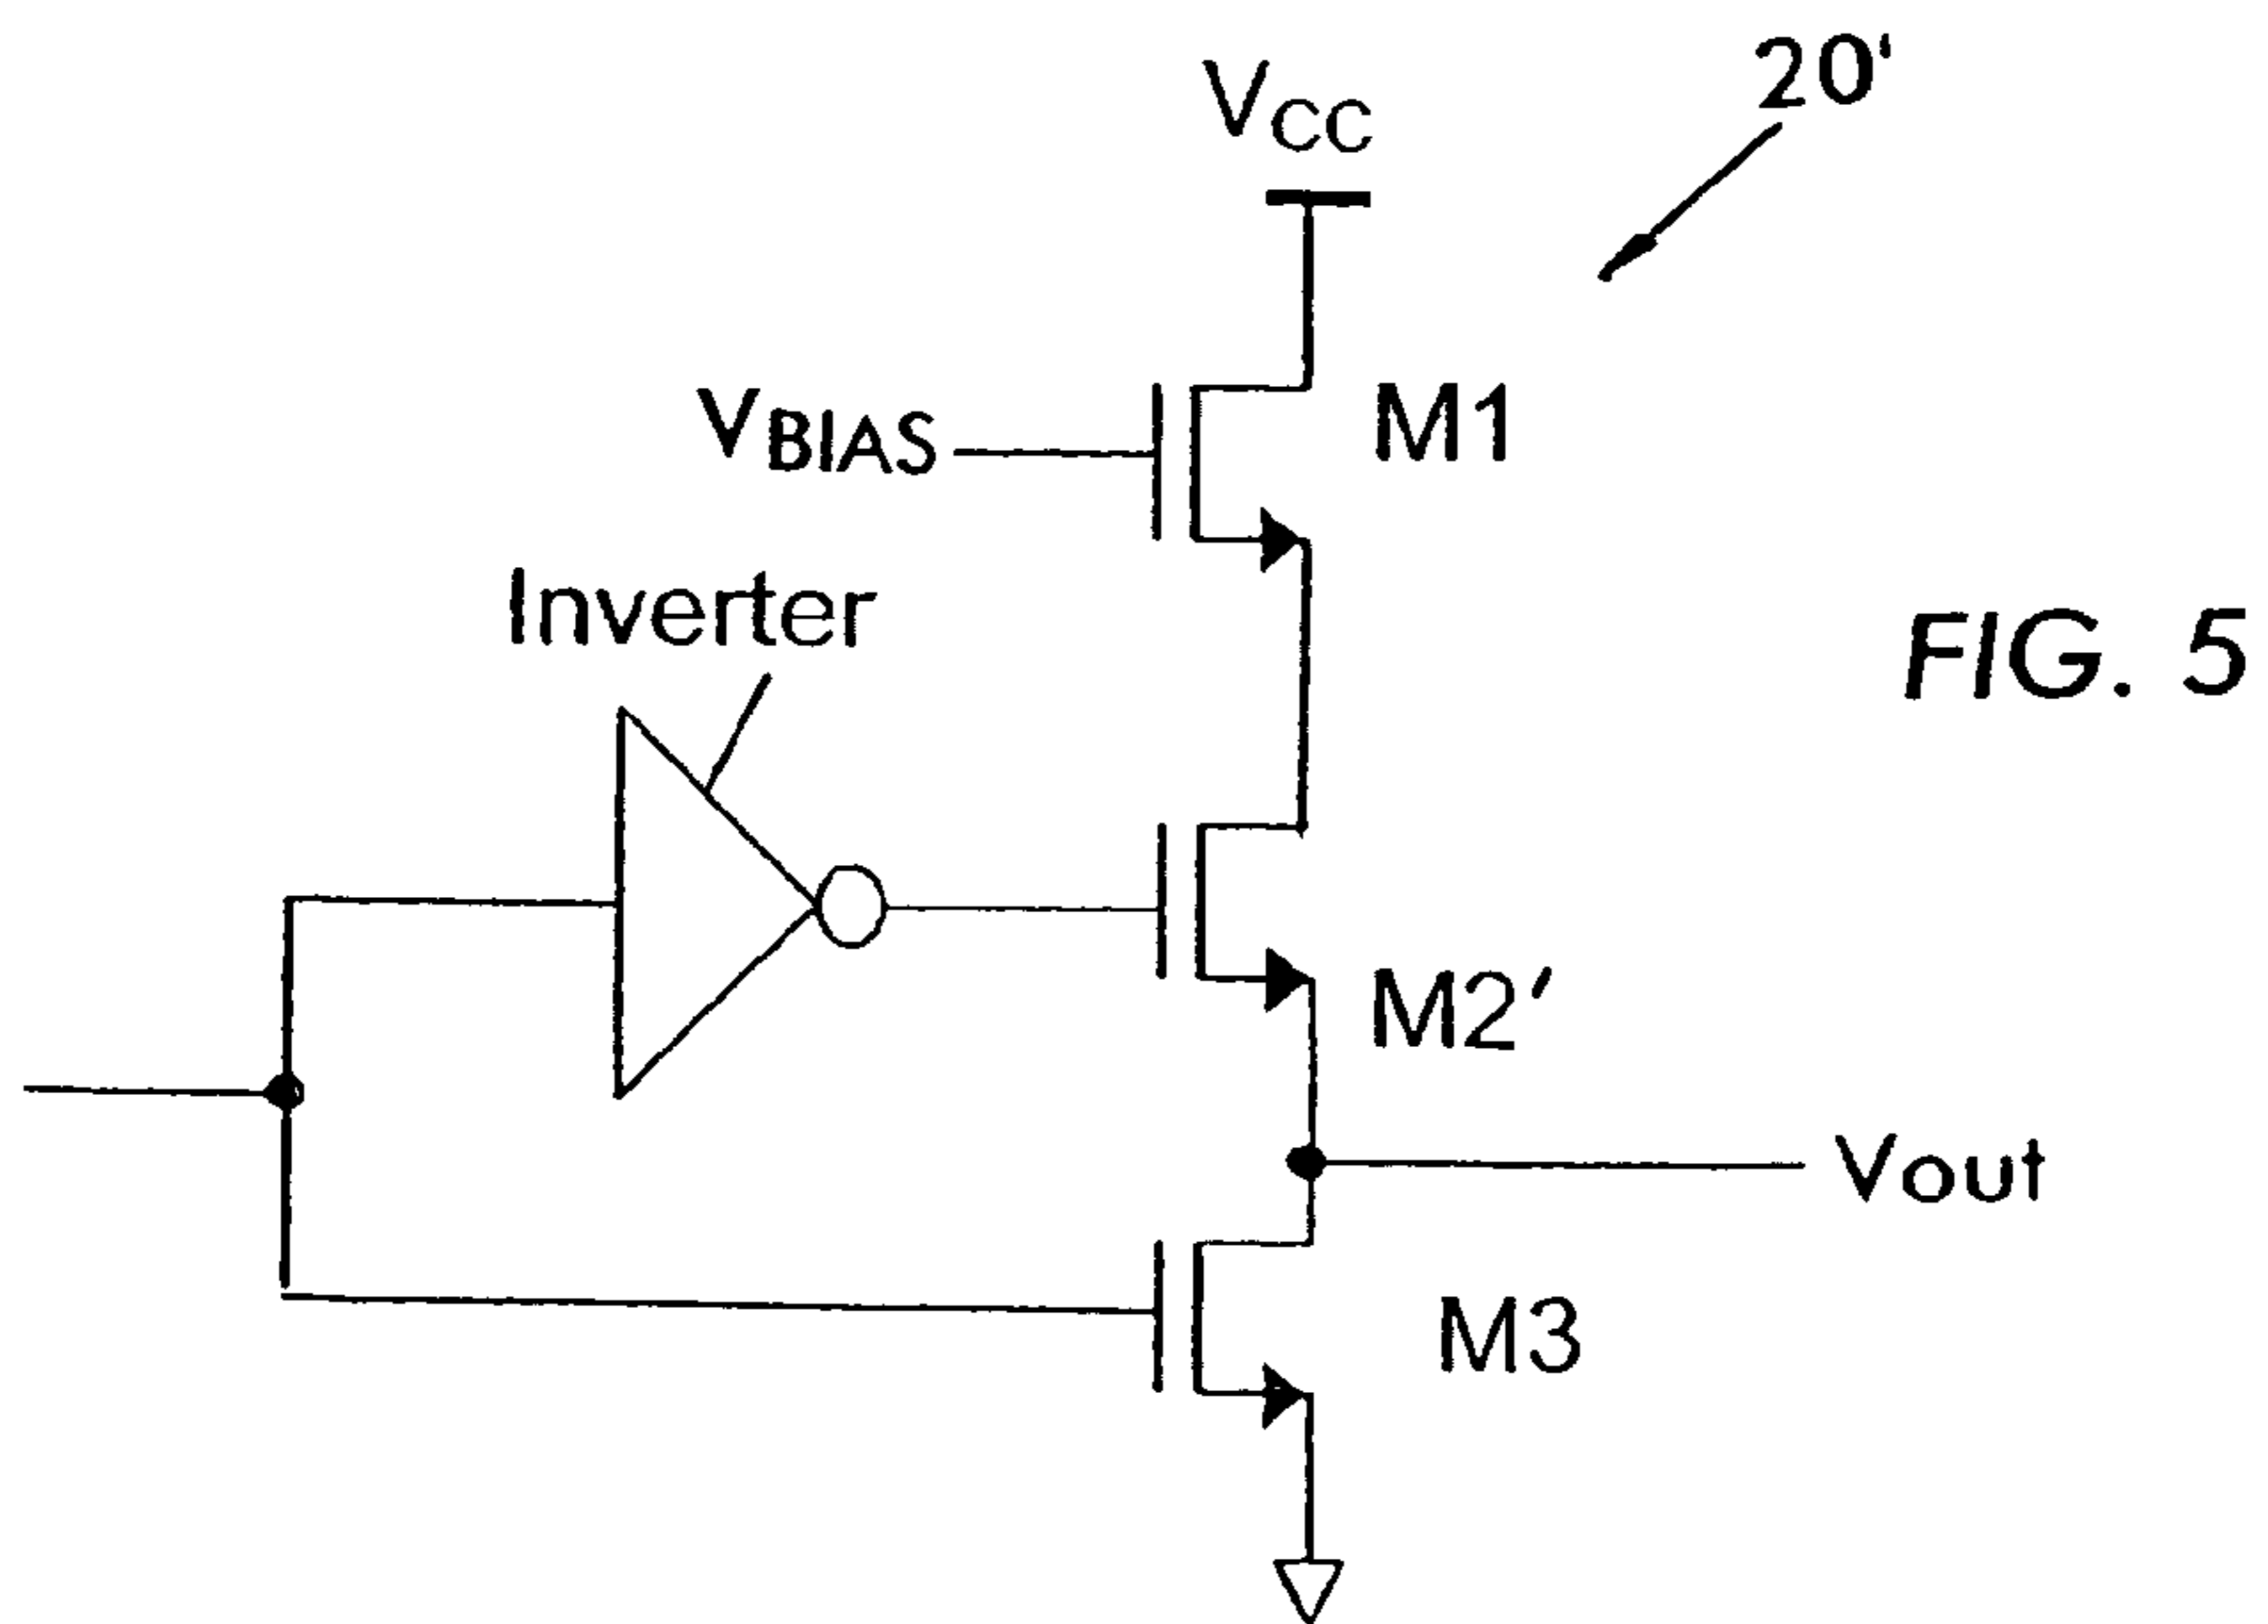 20'
VCC
VBIAS
M1
Inverter
FIG. 5
M2'
Vout
M3